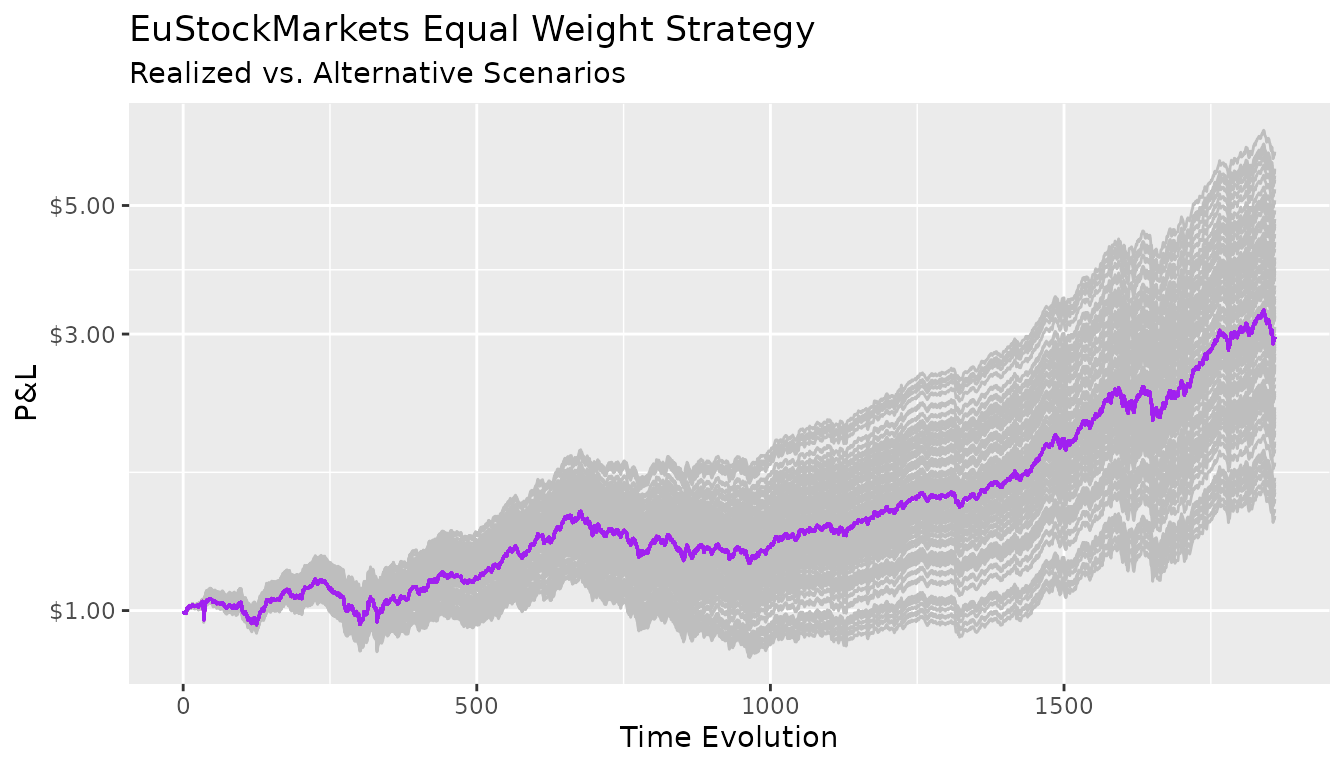 EuStockMarkets Equal Weight Strategy
Realized vs. Alternative Scenarios
P&L
$5.00
$3.00
$1.00
0 500 1000 1500
Time Evolution